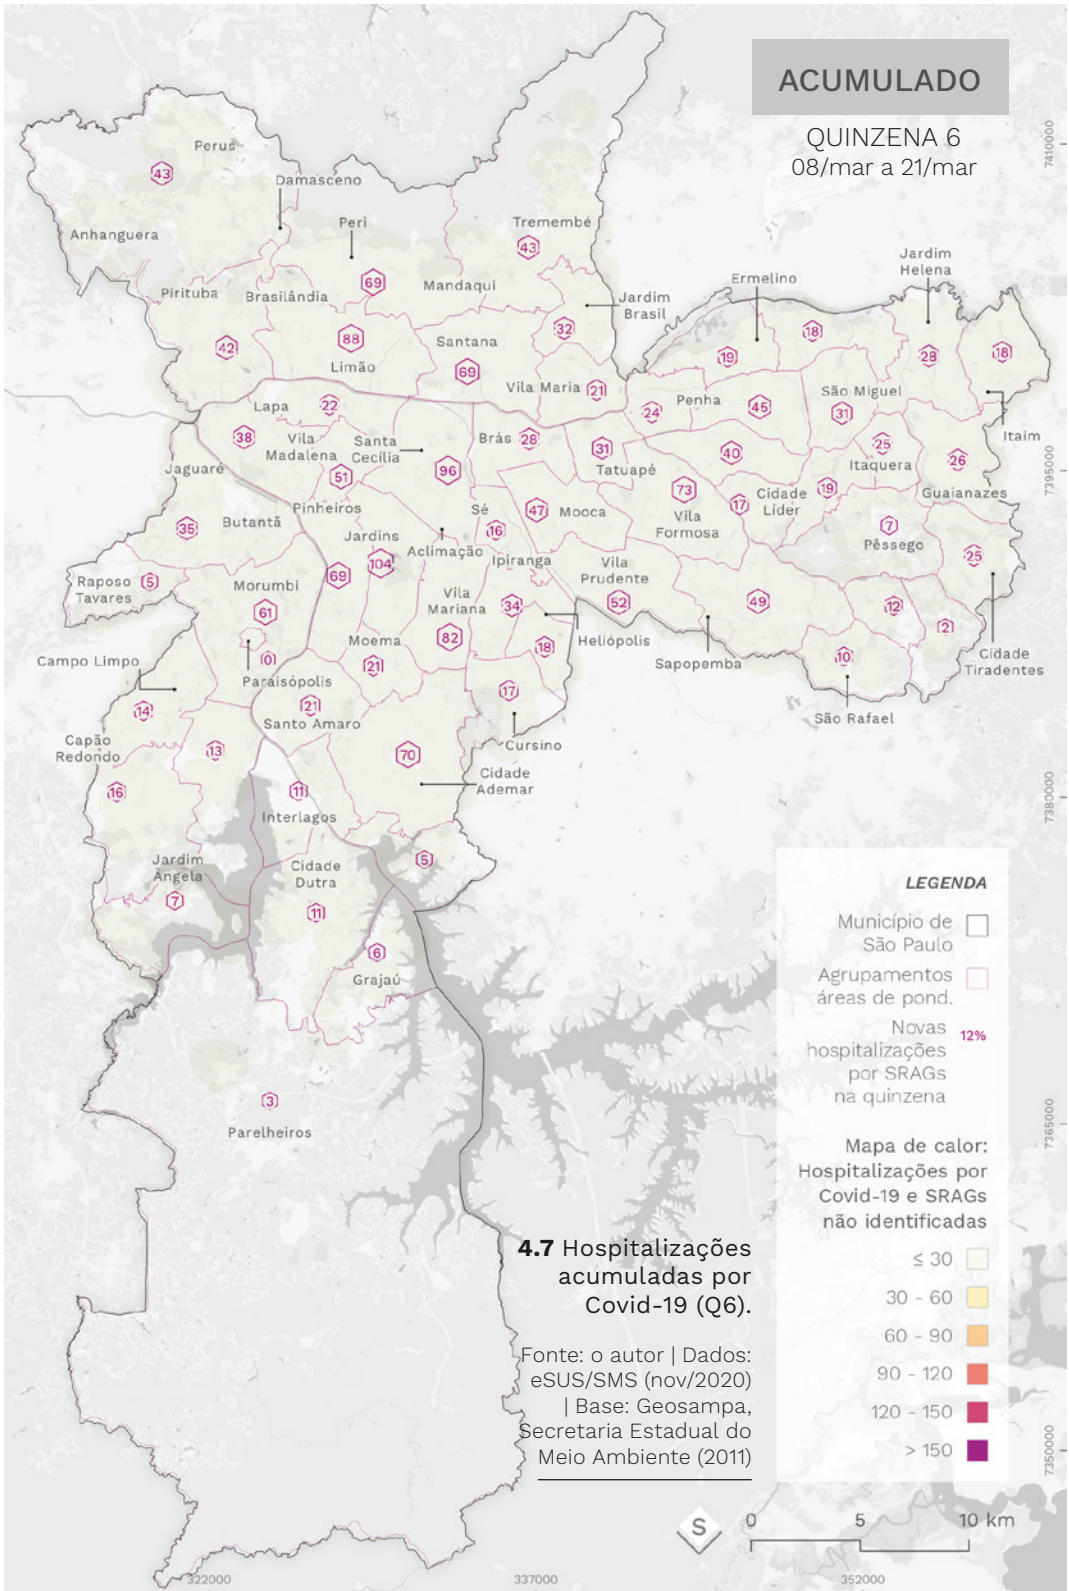 ACUMULADO
QUINZENA 6
08/mar a 21/mar
7410000
Perus
43
Damasceno
Peri
Tremembé
43
Anhanguera
Jardim
Helena
Ermelino
69
Mandaqui
Pirituba
Brasilândia
Jardim
Brasil
32
18
88
42
Limão
Santana
69
19
28
18
Vila Maria
21
São Miguel
Lapa
22
24
Penha
45
31
Itaim
38
Vila
Madalena
Santa
Cecília
Brás
28
31
Tatuapé
40
25
Itaquera
26
7395000
Jaguaré
51
96
73
Vila
Formosa
17
Cidade
Líder
19
Guaianazes
Pinheiros
Sé
47
Mooca
7
Pêssego
35
Butantã
Jardins
104
Aclimação
16
Ipiranga
Vila
Prudente
25
Raposo
Tavares
5
Morumbi
61
69
Vila
Mariana
34
52
49
12
2
82
Heliópolis
Moema
21
18
Sapopemba
10
Cidade
Tiradentes
Campo Limpo
0
Paraisópolis
14
21
Santo Amaro
17
Cursino
São Rafael
Capão
Redondo
13
70
Cidade
Ademar
16
11
Interlagos
7380000
Jardim
Ângela
7
Cidade
Dutra
11
5
6
Grajaú
3
Parelheiros
LEGENDA
Município de
São Paulo
Agrupamentos
áreas de pond.
Novas
hospitalizações
por SRAGs
na quinzena
12%
7365000
Mapa de calor:
Hospitalizações por
Covid-19 e SRAGs
não identificadas
≤ 30
30 - 60
60 - 90
90 - 120
120 - 150
> 150
7350000
4.7 Hospitalizações
acumuladas por
Covid-19 (Q6).
Fonte: o autor | Dados:
eSUS/SMS (nov/2020)
| Base: Geosampa,
Secretaria Estadual do
Meio Ambiente (2011)
S
0 5 10 km
322000
337000
352000